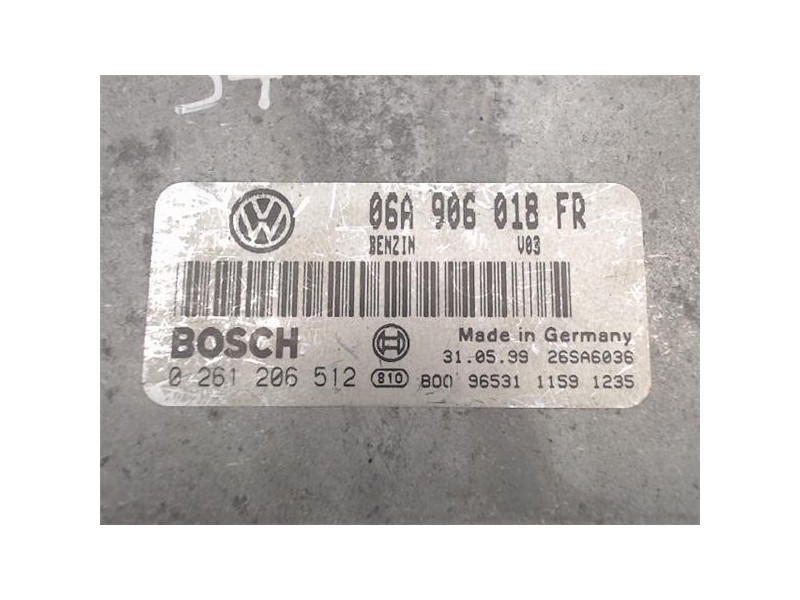 06A 906 018 FR
BENZIN V03
BOSCH
Made in Germany
31.05.99 26SA6036
0 261 206 512 810 BOO 96531 1159 1235